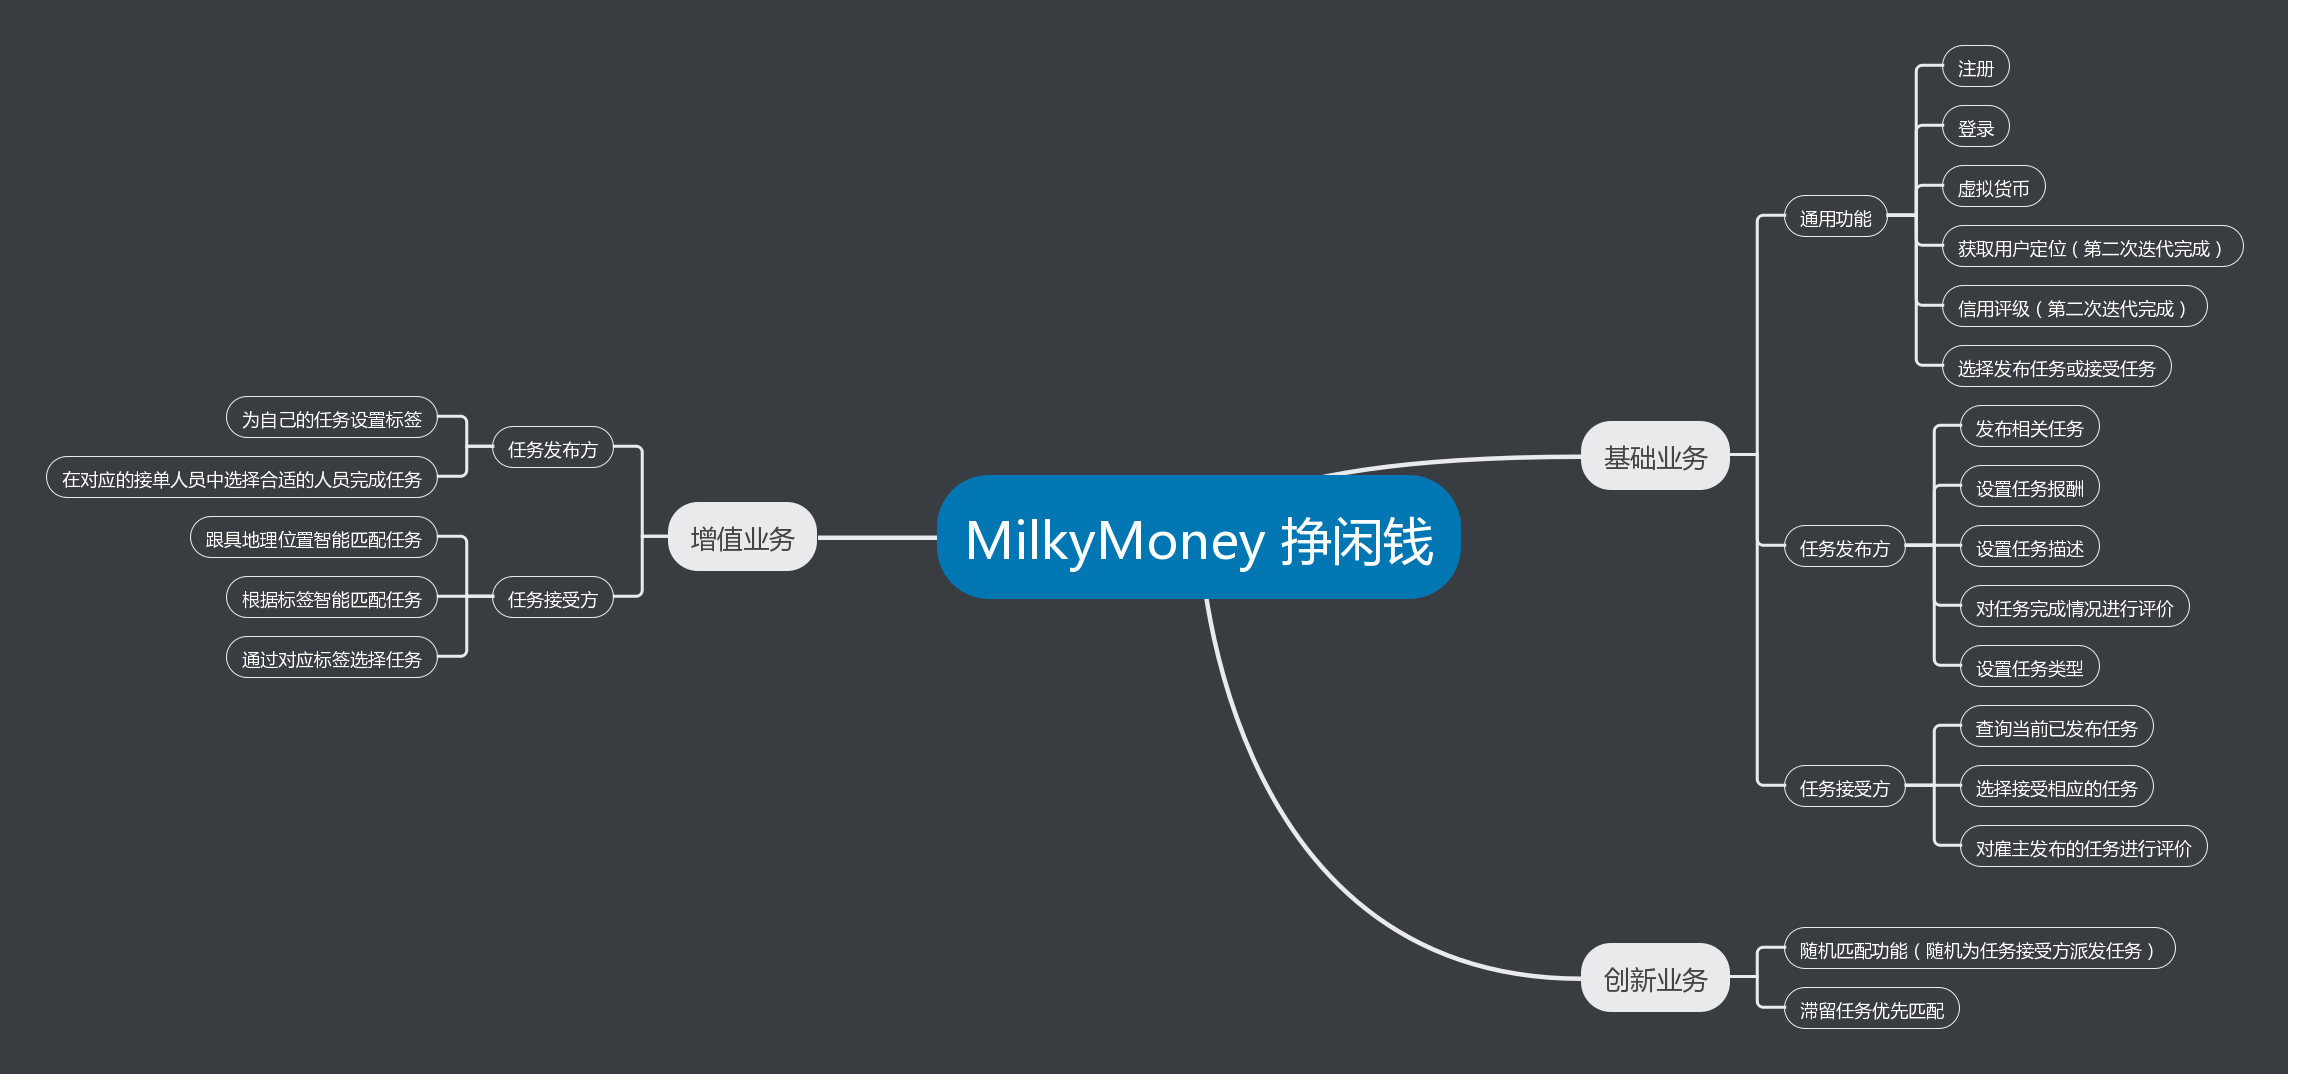 MilkyMoney 挣闲钱
基础业务
通用功能
注册
登录
虚拟货币
获取用户定位（第二次迭代完成）
信用评级（第二次迭代完成）
选择发布任务或接受任务
任务发布方
发布相关任务
设置任务报酬
设置任务描述
对任务完成情况进行评价
设置任务类型
任务接受方
查询当前已发布任务
选择接受相应的任务
对雇主发布的任务进行评价
创新业务
随机匹配功能（随机为任务接受方派发任务）
滞留任务优先匹配
增值业务
任务发布方
为自己的任务设置标签
在对应的接单人员中选择合适的人员完成任务
任务接受方
跟具地理位置智能匹配任务
根据标签智能匹配任务
通过对应标签选择任务